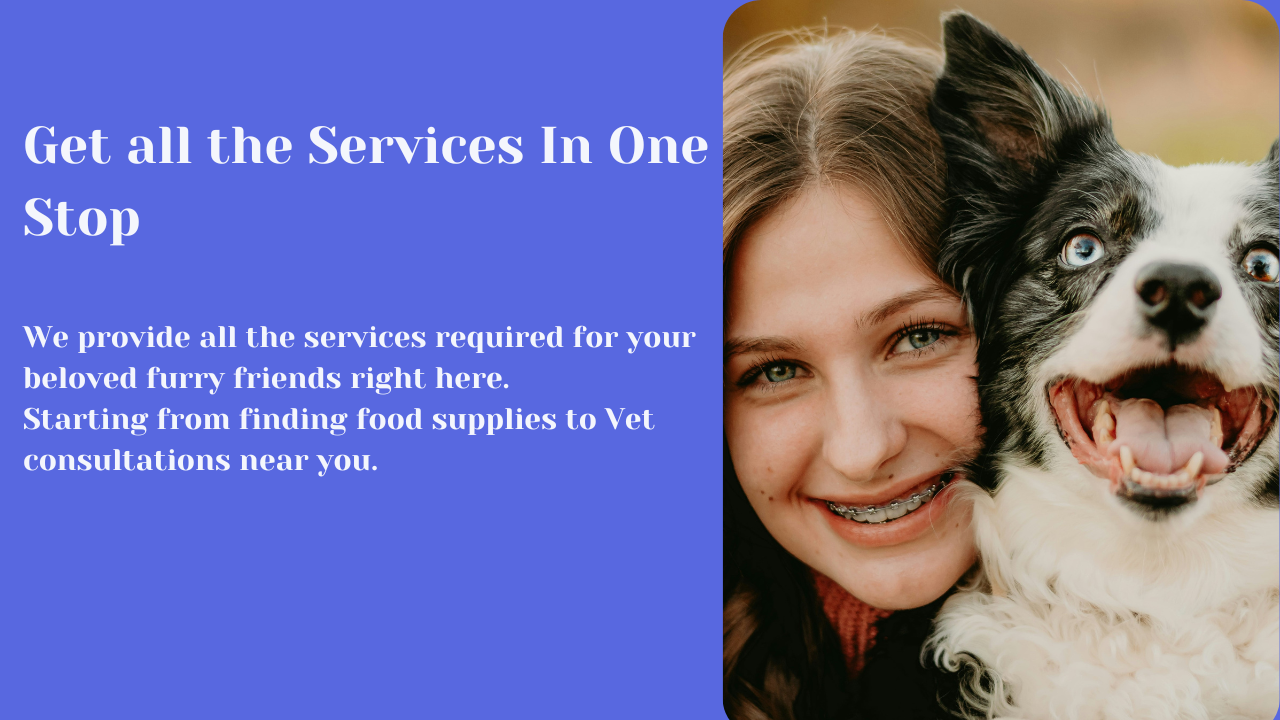 Get all the Services In One
Stop
We provide all the services required for your
beloved furry friends right here.
Starting from finding food supplies to Vet
consultations near you.